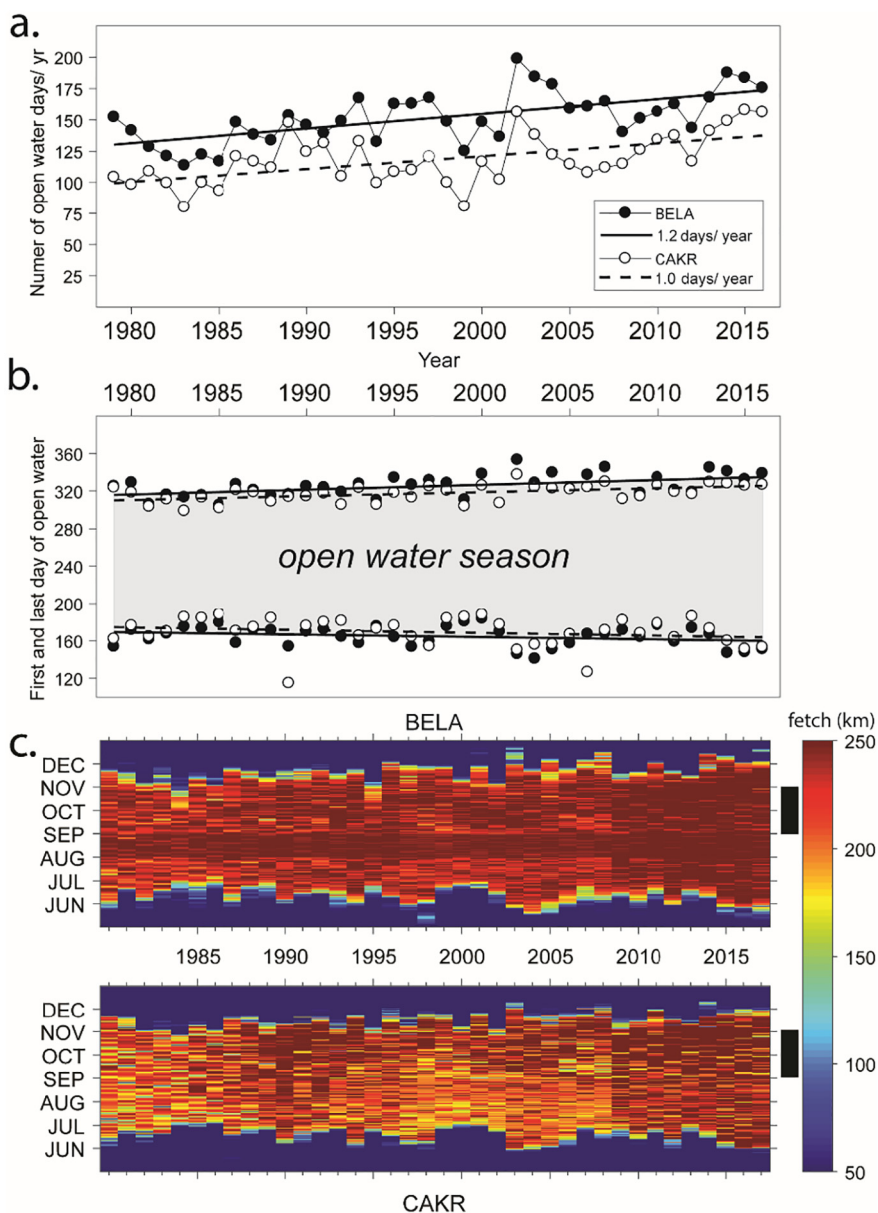 a.
Numer of open water days/ yr
200
175
150
125
100
75
50
25
BELA
1.2 days/ year
CAKR
1.0 days/ year
1980 1985 1990 1995 2000 2005 2010 2015
Year
b.
1980 1985 1990 1995 2000 2005 2010 2015
First and last day of open water
360
320
280
240
200
160
120
open water season
BELA
fetch (km)
c.
DEC
NOV
OCT
SEP
AUG
JUL
JUN
250
200
150
100
50
1985 1990 1995 2000 2005 2010 2015
DEC
NOV
OCT
SEP
AUG
JUL
JUN
CAKR